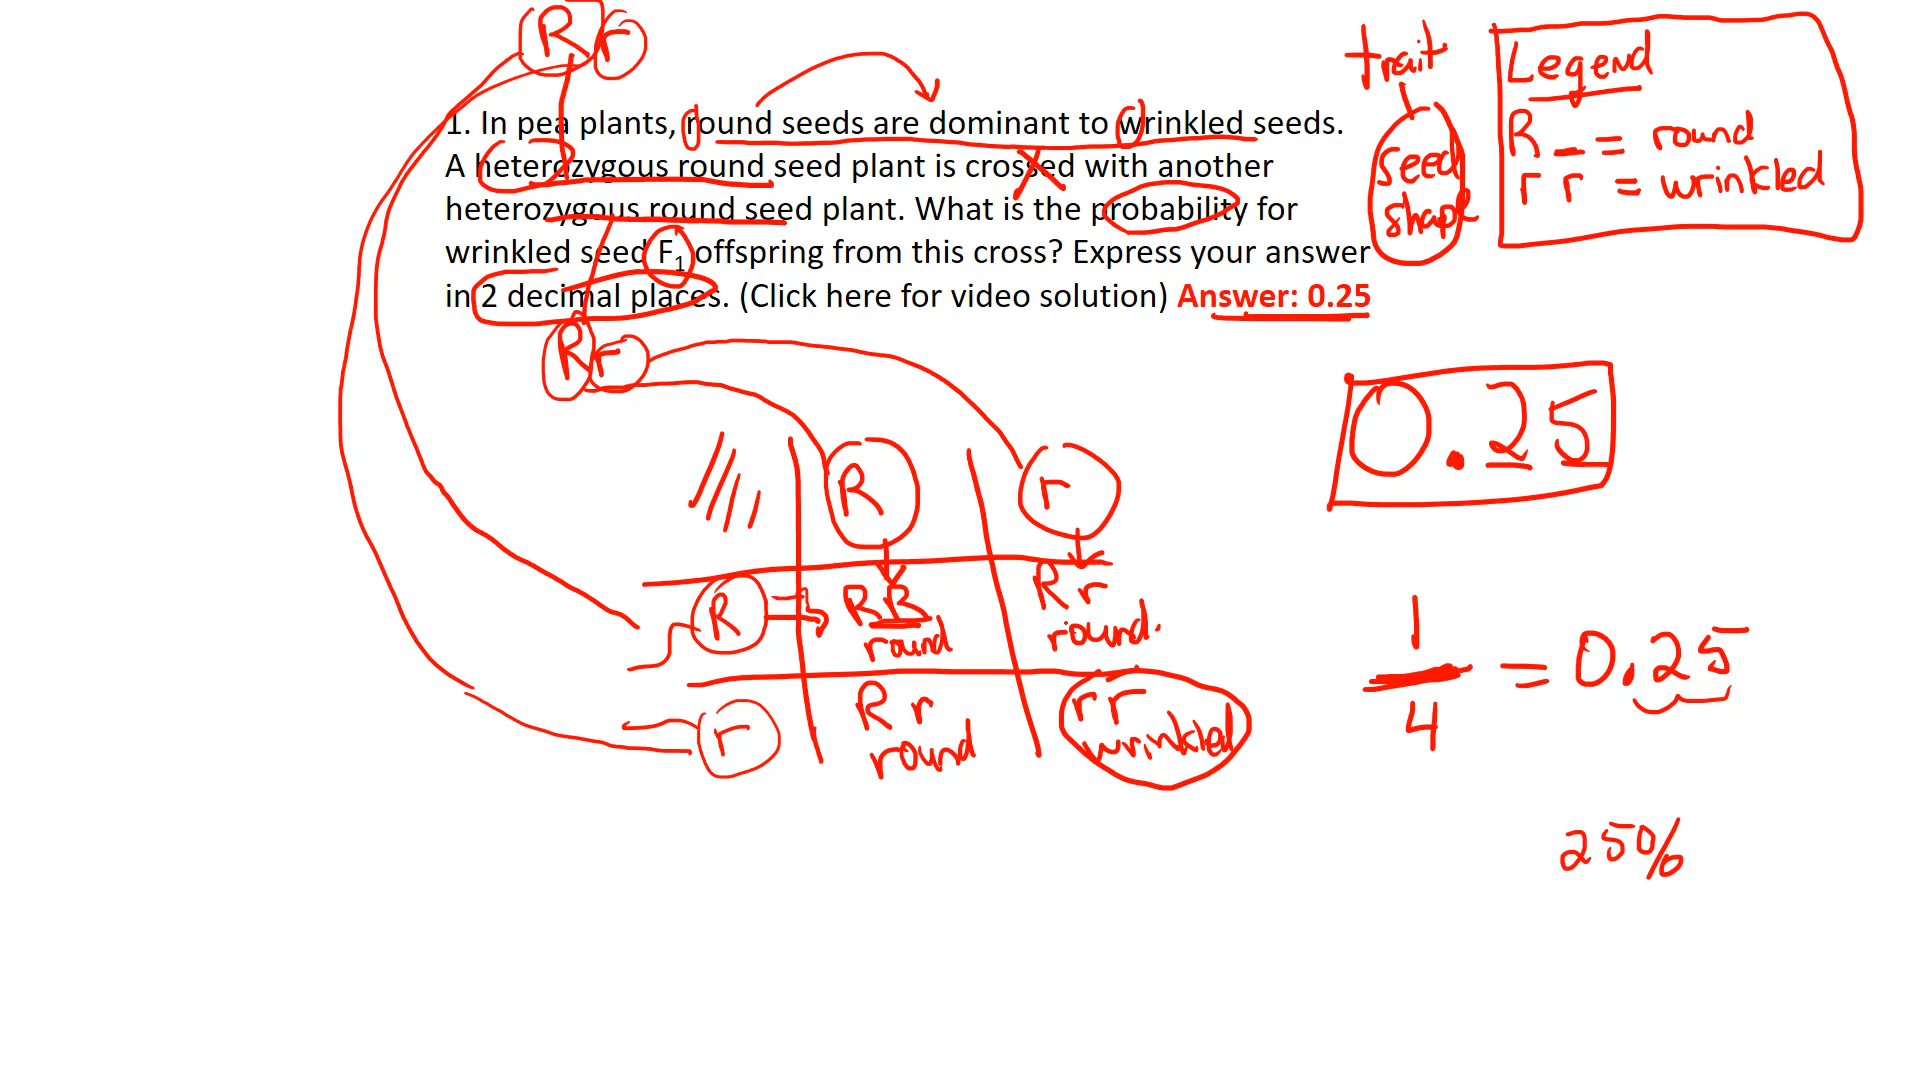 R r
1. In pea plants, round seeds are dominant to wrinkled seeds.
A heterozygous round seed plant is crossed with another
heterozygous round seed plant. What is the probability for
wrinkled seed F₁ offspring from this cross? Express your answer
in 2 decimal places. (Click here for video solution) Answer: 0.25
trait
seed
shape
Legend
R _ = round
r r = wrinkled
R r
0.25
R r
R RR Rr
round round.
r Rr rr
round wrinkled
1
4 = 0.25
25%